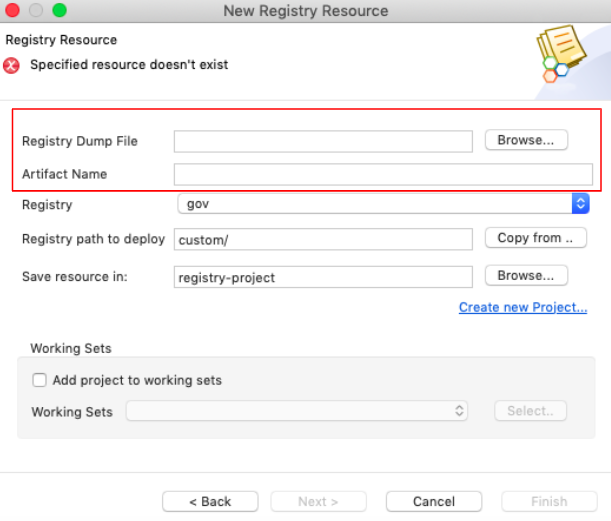 New Registry Resource
Registry Resource
Specified resource doesn't exist
Registry Dump File Browse...
Artifact Name
Registry gov
Registry path to deploy custom/ Copy from ..
Save resource in: registry-project Browse...
Create new Project...
Working Sets
Add project to working sets
Working Sets Select..
< Back Next > Cancel Finish